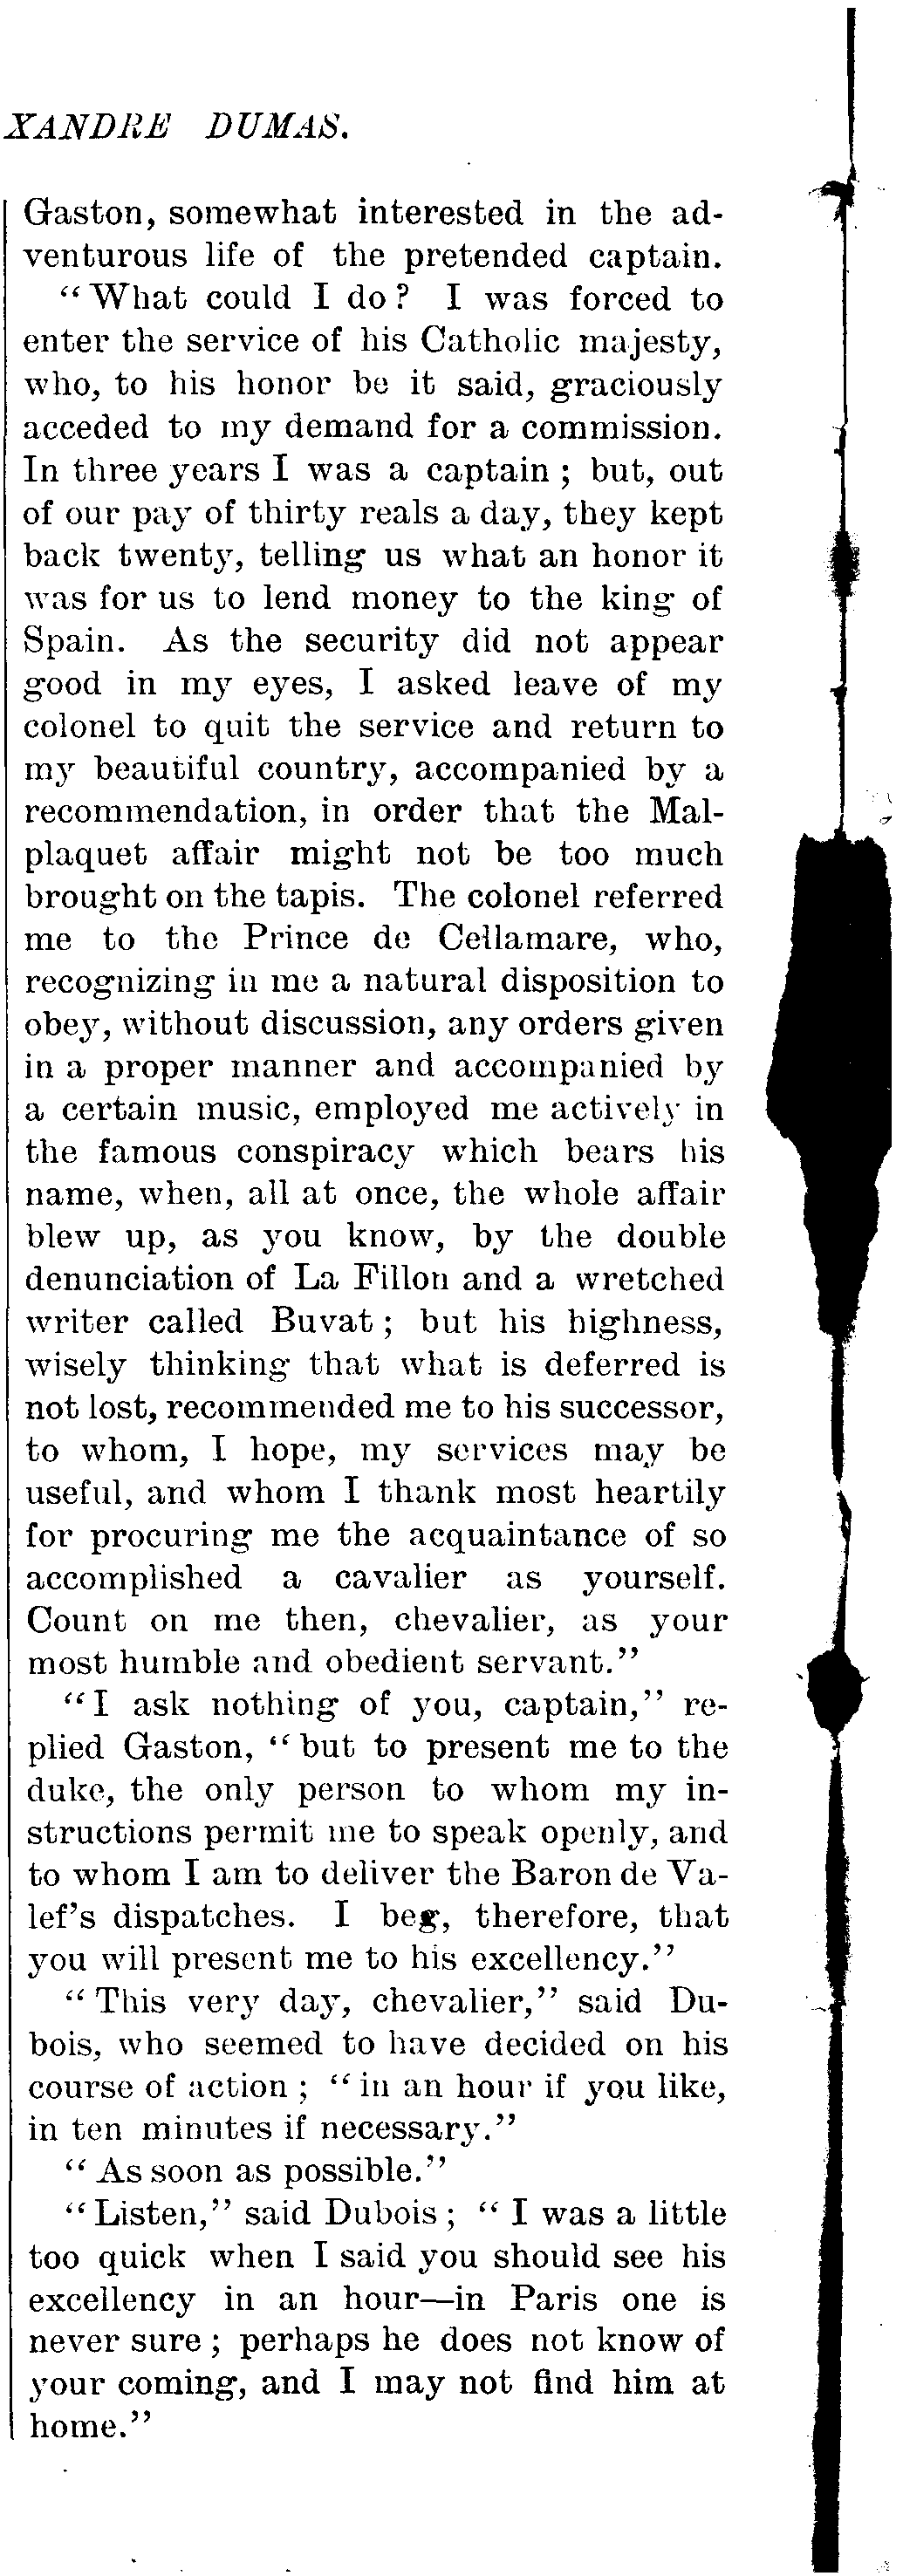 XANDRE DUMAS.
Gaston, somewhat interested in the ad-
venturous life of the pretended captain.
"What could I do? I was forced to
enter the service of his Catholic majesty,
who, to his honor be it said, graciously
acceded to my demand for a commission.
In three years I was a captain; but, out
of our pay of thirty reals a day, they kept
back twenty, telling us what an honor it
was for us to lend money to the king of
Spain. As the security did not appear
good in my eyes, I asked leave of my
colonel to quit the service and return to
my beautiful country, accompanied by a
recommendation, in order that the Mal-
plaquet affair might not be too much
brought on the tapis. The colonel referred
me to the Prince de Cellamare, who,
recognizing in me a natural disposition to
obey, without discussion, any orders given
in a proper manner and accompanied by
a certain music, employed me actively in
the famous conspiracy which bears his
name, when, all at once, the whole affair
blew up, as you know, by the double
denunciation of La Fillon and a wretched
writer called Buvat; but his highness,
wisely thinking that what is deferred is
not lost, recommended me to his successor,
to whom, I hope, my services may be
useful, and whom I thank most heartily
for procuring me the acquaintance of so
accomplished a cavalier as yourself.
Count on me then, chevalier, as your
most humble and obedient servant."
"I ask nothing of you, captain," re-
plied Gaston, "but to present me to the
duke, the only person to whom my in-
structions permit me to speak openly, and
to whom I am to deliver the Baron de Va-
lef's dispatches. I beg, therefore, that
you will present me to his excellency."
"This very day, chevalier," said Du-
bois, who seemed to have decided on his
course of action; "in an hour if you like,
in ten minutes if necessary."
"As soon as possible."
"Listen," said Dubois; "I was a little
too quick when I said you should see his
excellency in an hour—in Paris one is
never sure; perhaps he does not know of
your coming, and I may not find him at
home."